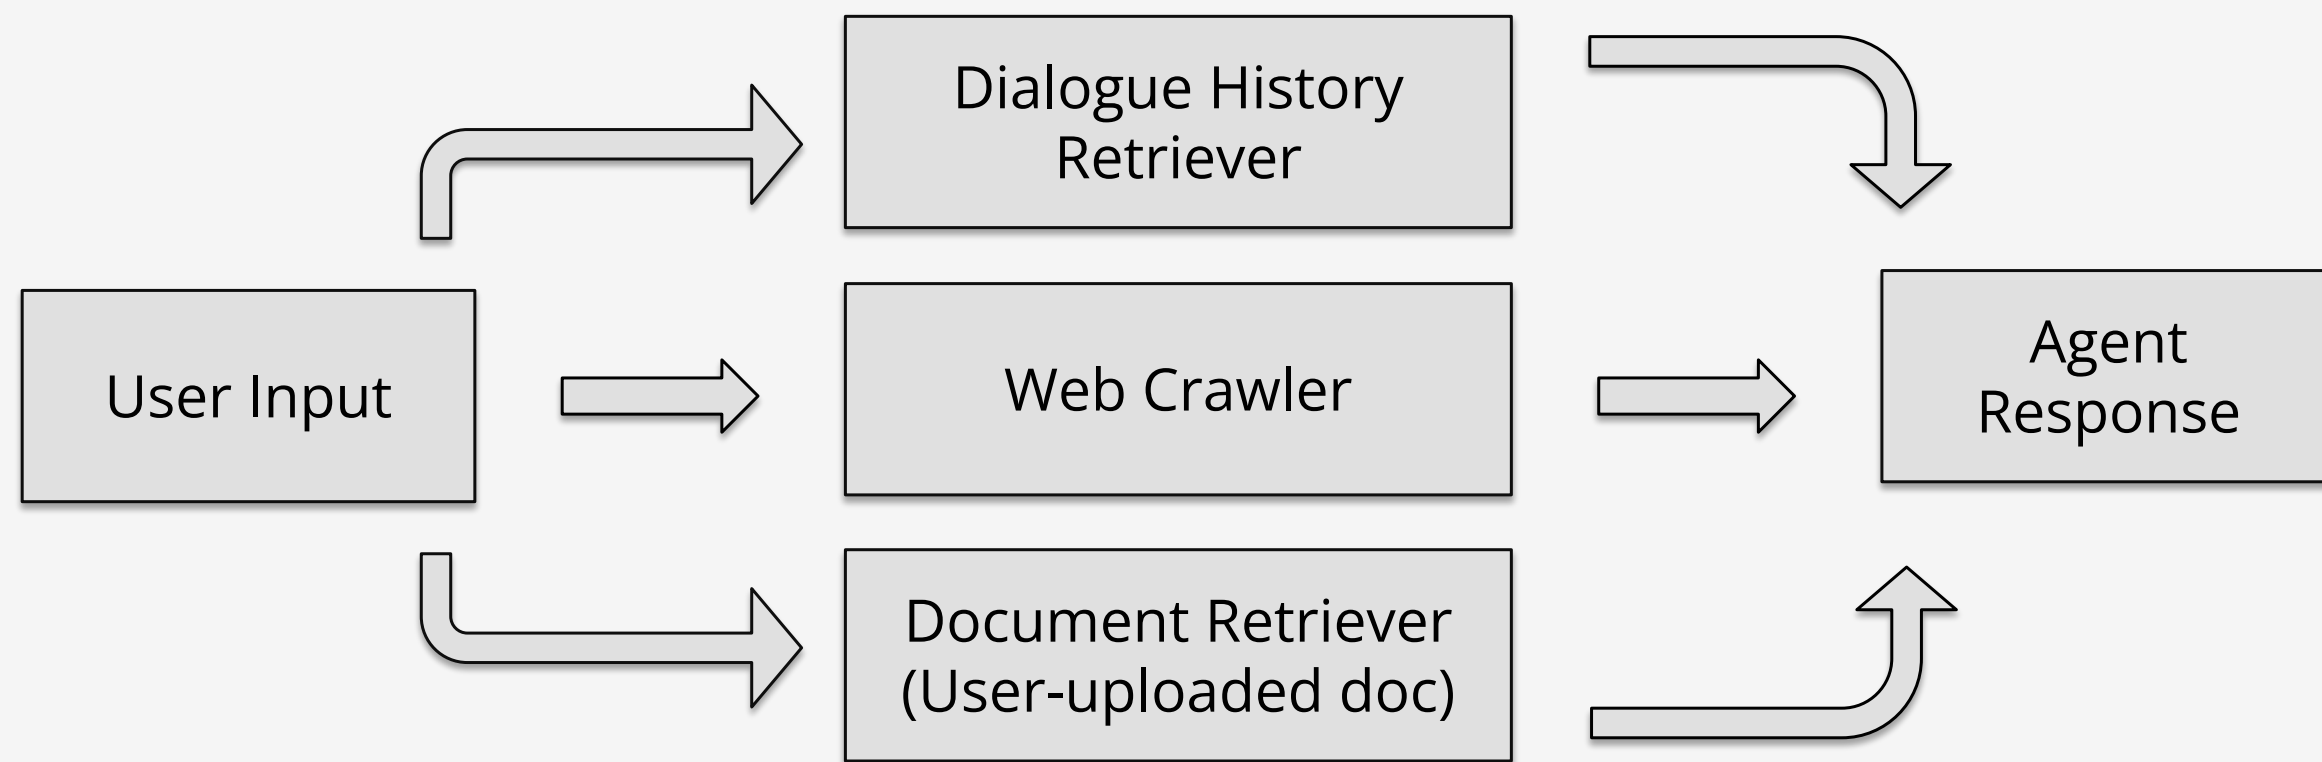 Dialogue History
Retriever
User Input
Web Crawler
Agent
Response
Document Retriever
(User-uploaded doc)